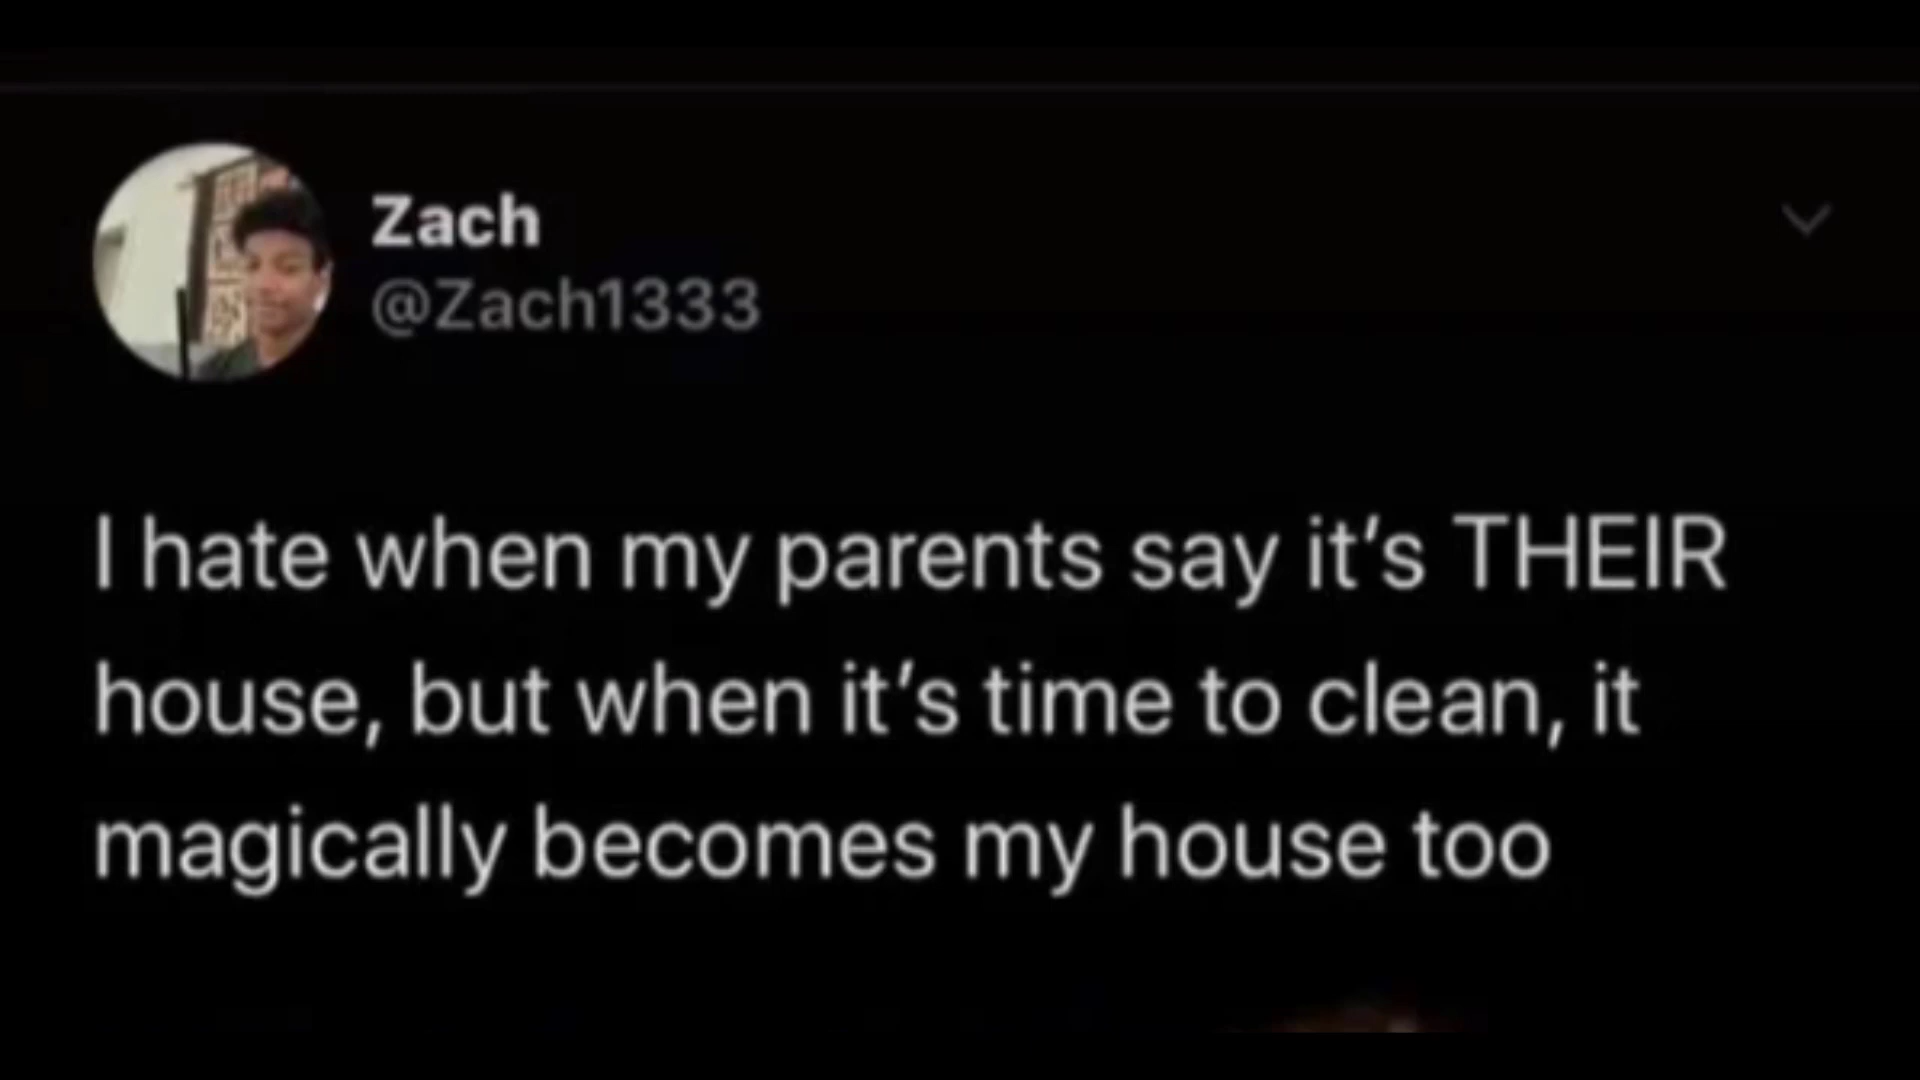 Zach
@Zach1333
I hate when my parents say it’s THEIR
house, but when it’s time to clean, it
magically becomes my house too